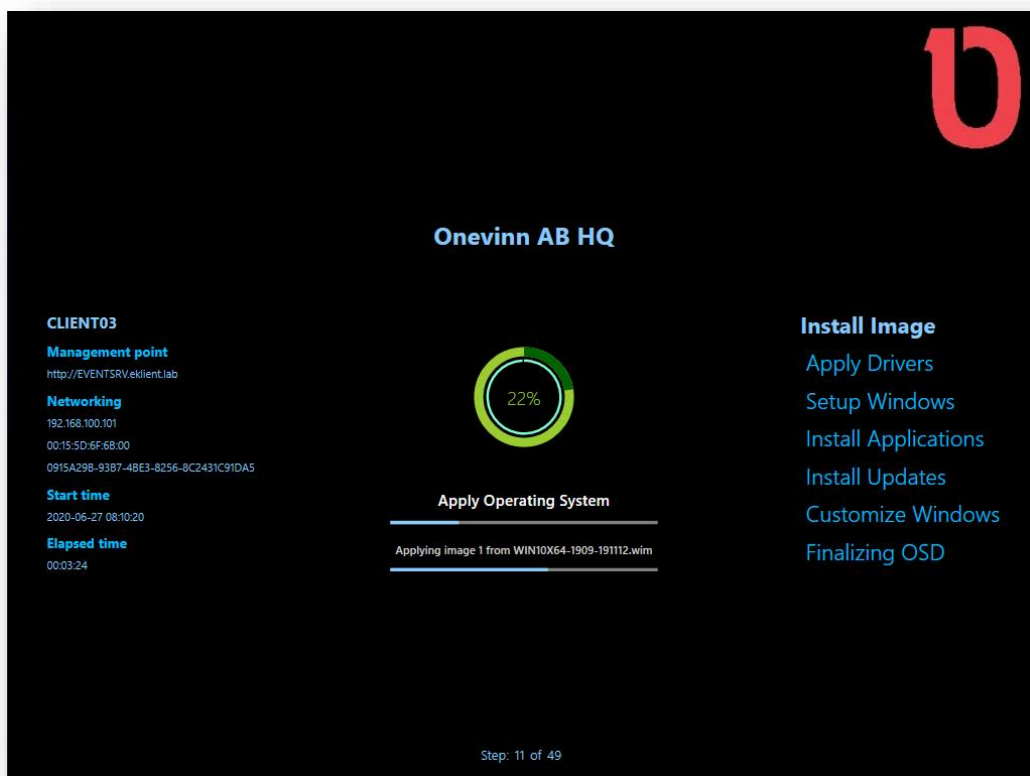 Onevinn AB HQ
CLIENT03
Management point
http://EVENTSRV.eklient.lab
Networking
192.168.100.101
00:15:5D:6F:6B:00
0915A29B-93B7-4BE3-8256-8C2431C91DA5
Start time
2020-06-27 08:10:20
Elapsed time
00:03:24
22%
Apply Operating System
Applying image 1 from WIN10X64-1909-191112.wim
Install Image
Apply Drivers
Setup Windows
Install Applications
Install Updates
Customize Windows
Finalizing OSD
Step: 11 of 49